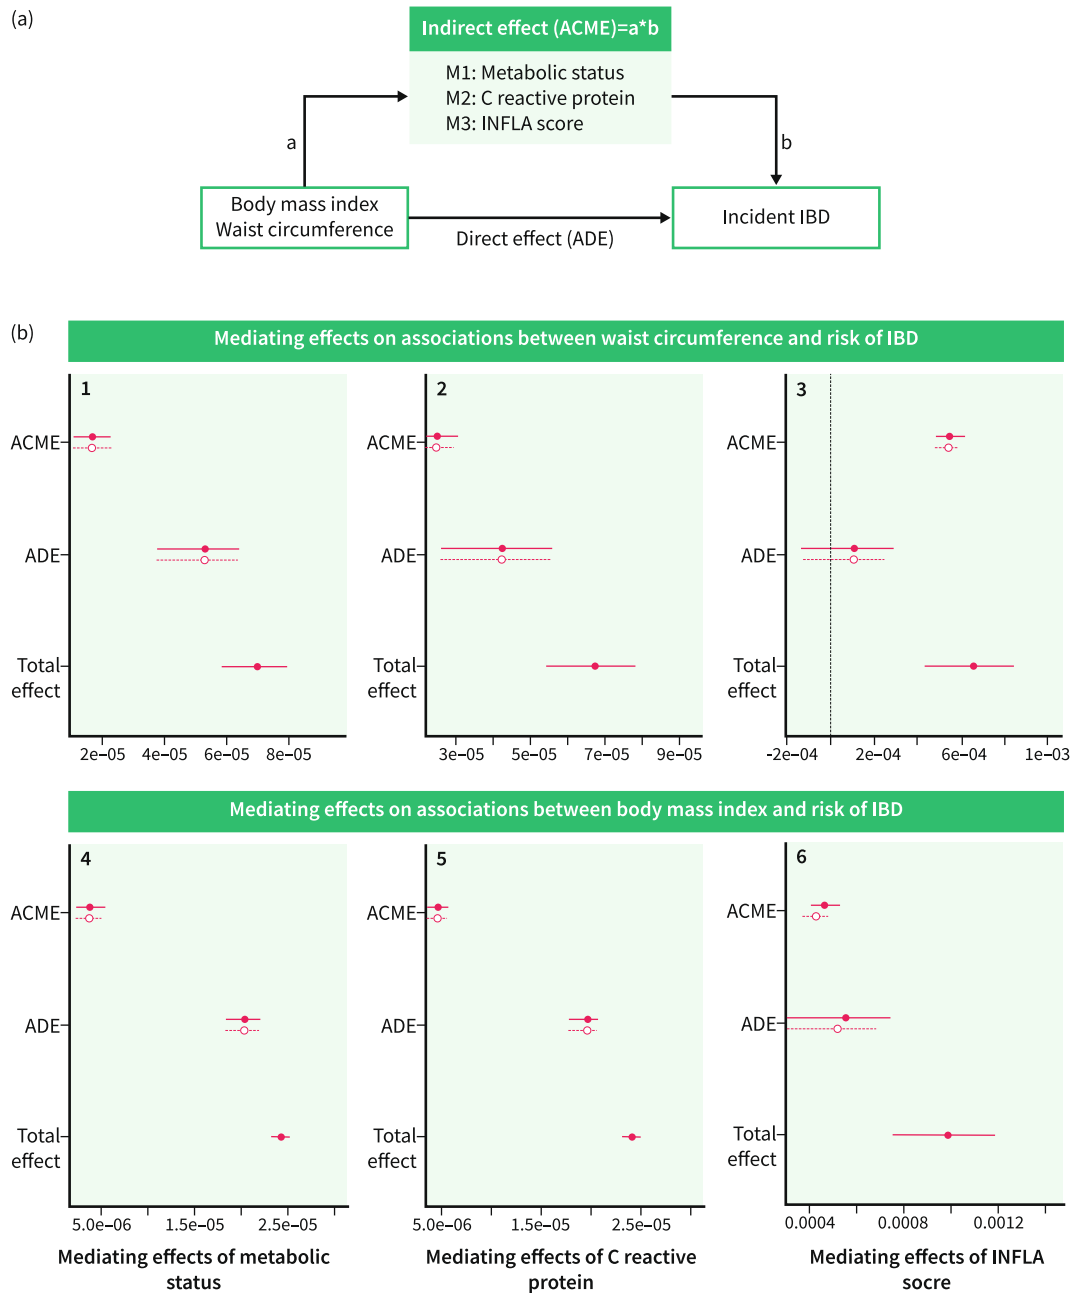 (a)
Indirect effect (ACME)=a*b
M1: Metabolic status
M2: C reactive protein
M3: INFLA score
a
b
Body mass index
Waist circumference
Direct effect (ADE)
Incident IBD
(b)
Mediating effects on associations between waist circumference and risk of IBD
1
ACME
ADE
Total
effect
2e–05 4e–05 6e–05 8e–05
2
ACME
ADE
Total
effect
3e–05 5e–05 7e–05 9e–05
3
ACME
ADE
Total
effect
-2e–04 2e–04 6e–04 1e–03
Mediating effects on associations between body mass index and risk of IBD
4
ACME
ADE
Total
effect
5.0e–06 1.5e–05 2.5e–05
Mediating effects of metabolic
status
5
ACME
ADE
Total
effect
5.0e–06 1.5e–05 2.5e–05
Mediating effects of C reactive
protein
6
ACME
ADE
Total
effect
0.0004 0.0008 0.0012
Mediating effects of INFLA
socre